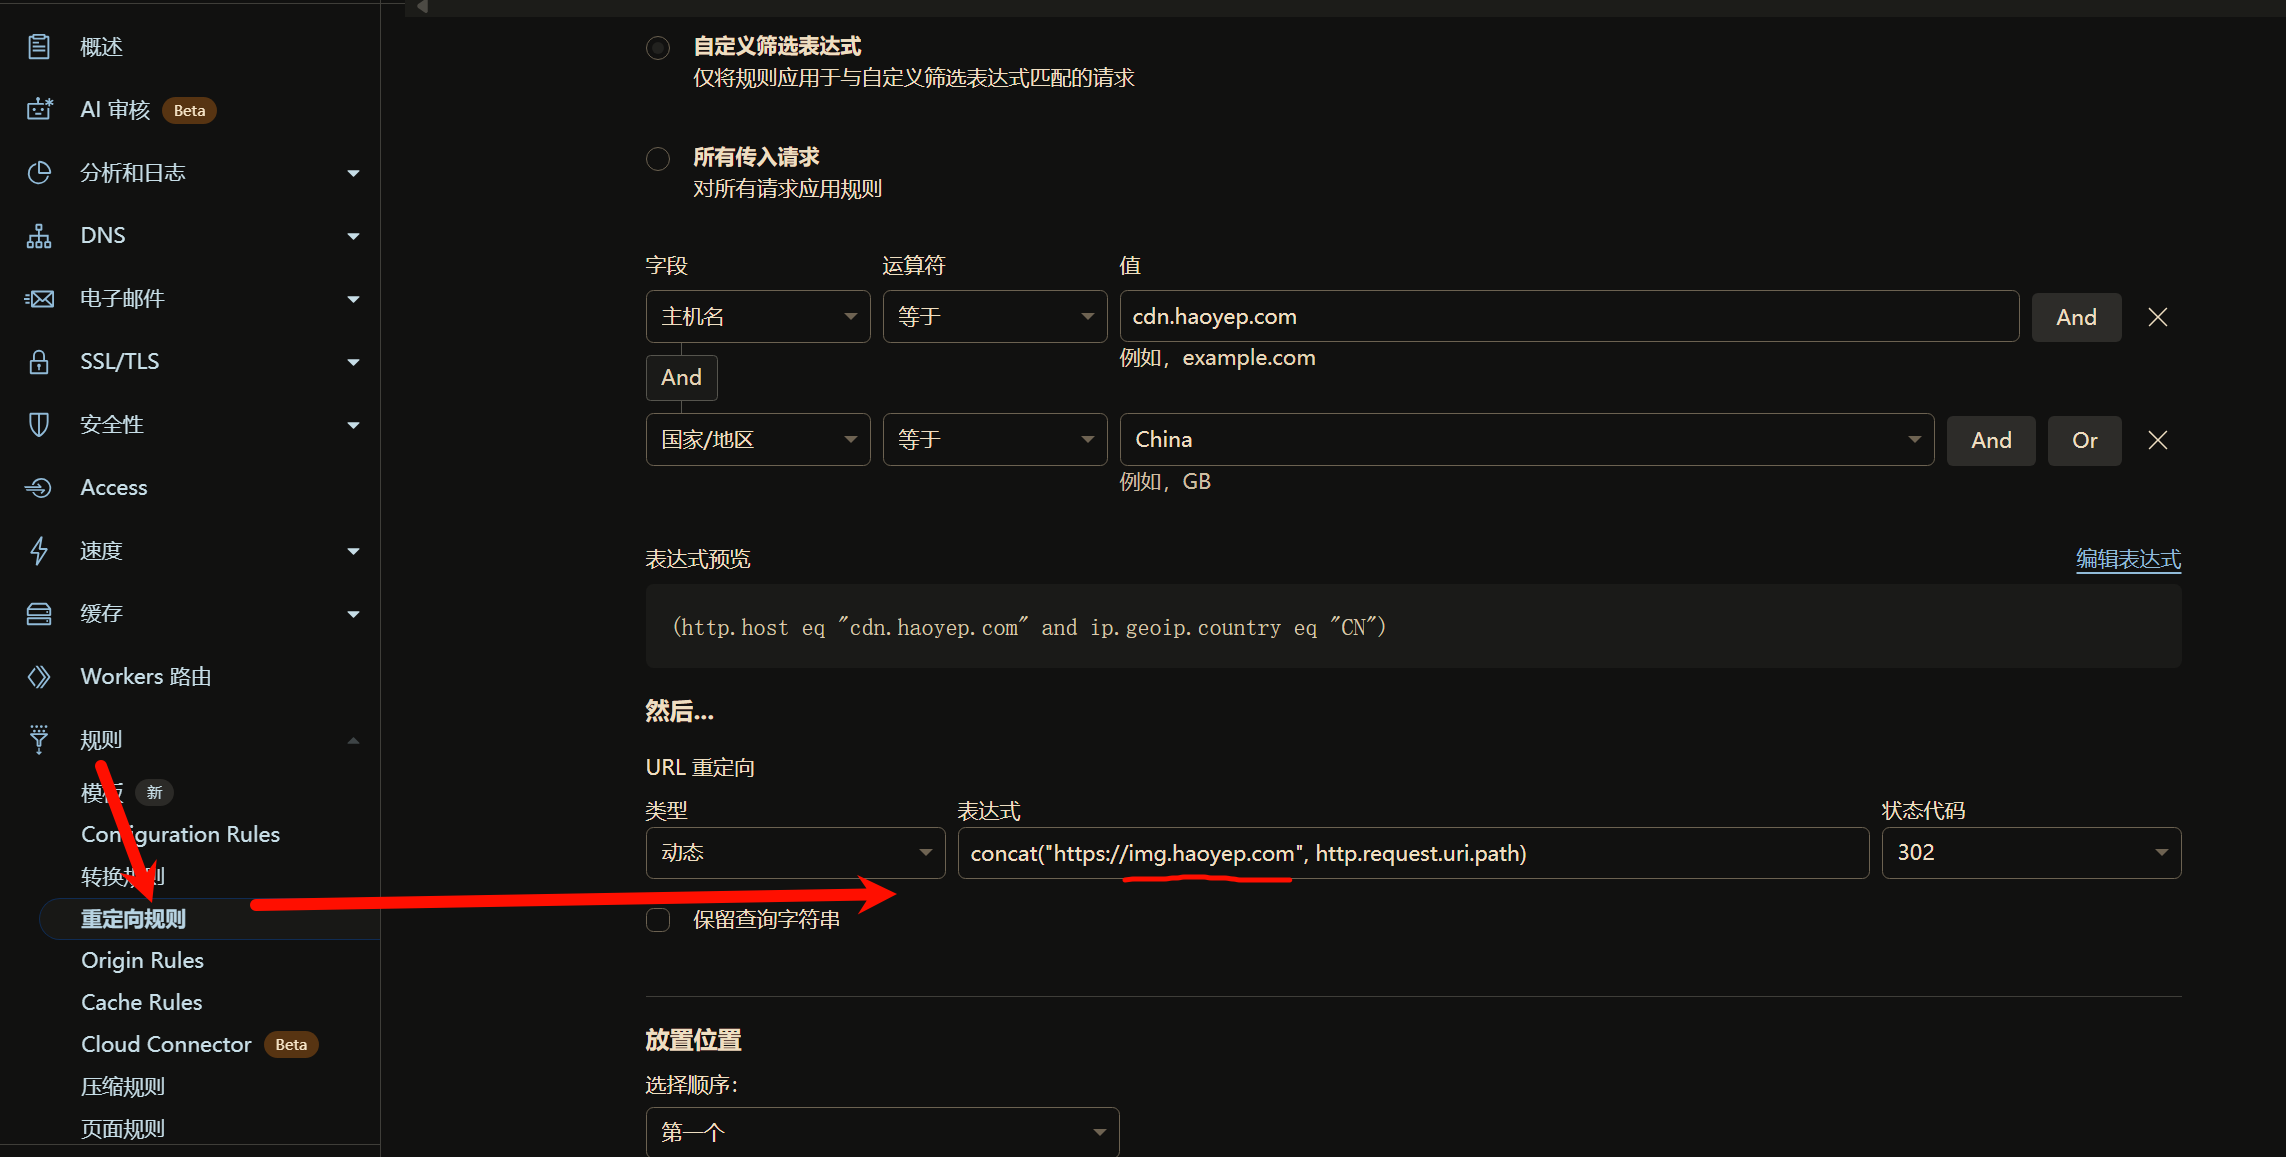 概述
AI 审核 Beta
分析和日志
DNS
电子邮件
SSL/TLS
安全性
Access
速度
缓存
Workers 路由
规则
模板 新
Configuration Rules
转换规则
重定向规则
Origin Rules
Cache Rules
Cloud Connector Beta
压缩规则
页面规则
自定义筛选表达式
仅将规则应用于与自定义筛选表达式匹配的请求
所有传入请求
对所有请求应用规则
字段 运算符 值
主机名 等于 cdn.haoyep.com And
例如，example.com
And
国家/地区 等于 China And Or
例如，GB
表达式预览 编辑表达式
(http.host eq "cdn.haoyep.com" and ip.geoip.country eq "CN")
然后...
URL 重定向
类型 表达式 状态代码
动态 concat("https://img.haoyep.com", http.request.uri.path) 302
保留查询字符串
放置位置
选择顺序：
第一个